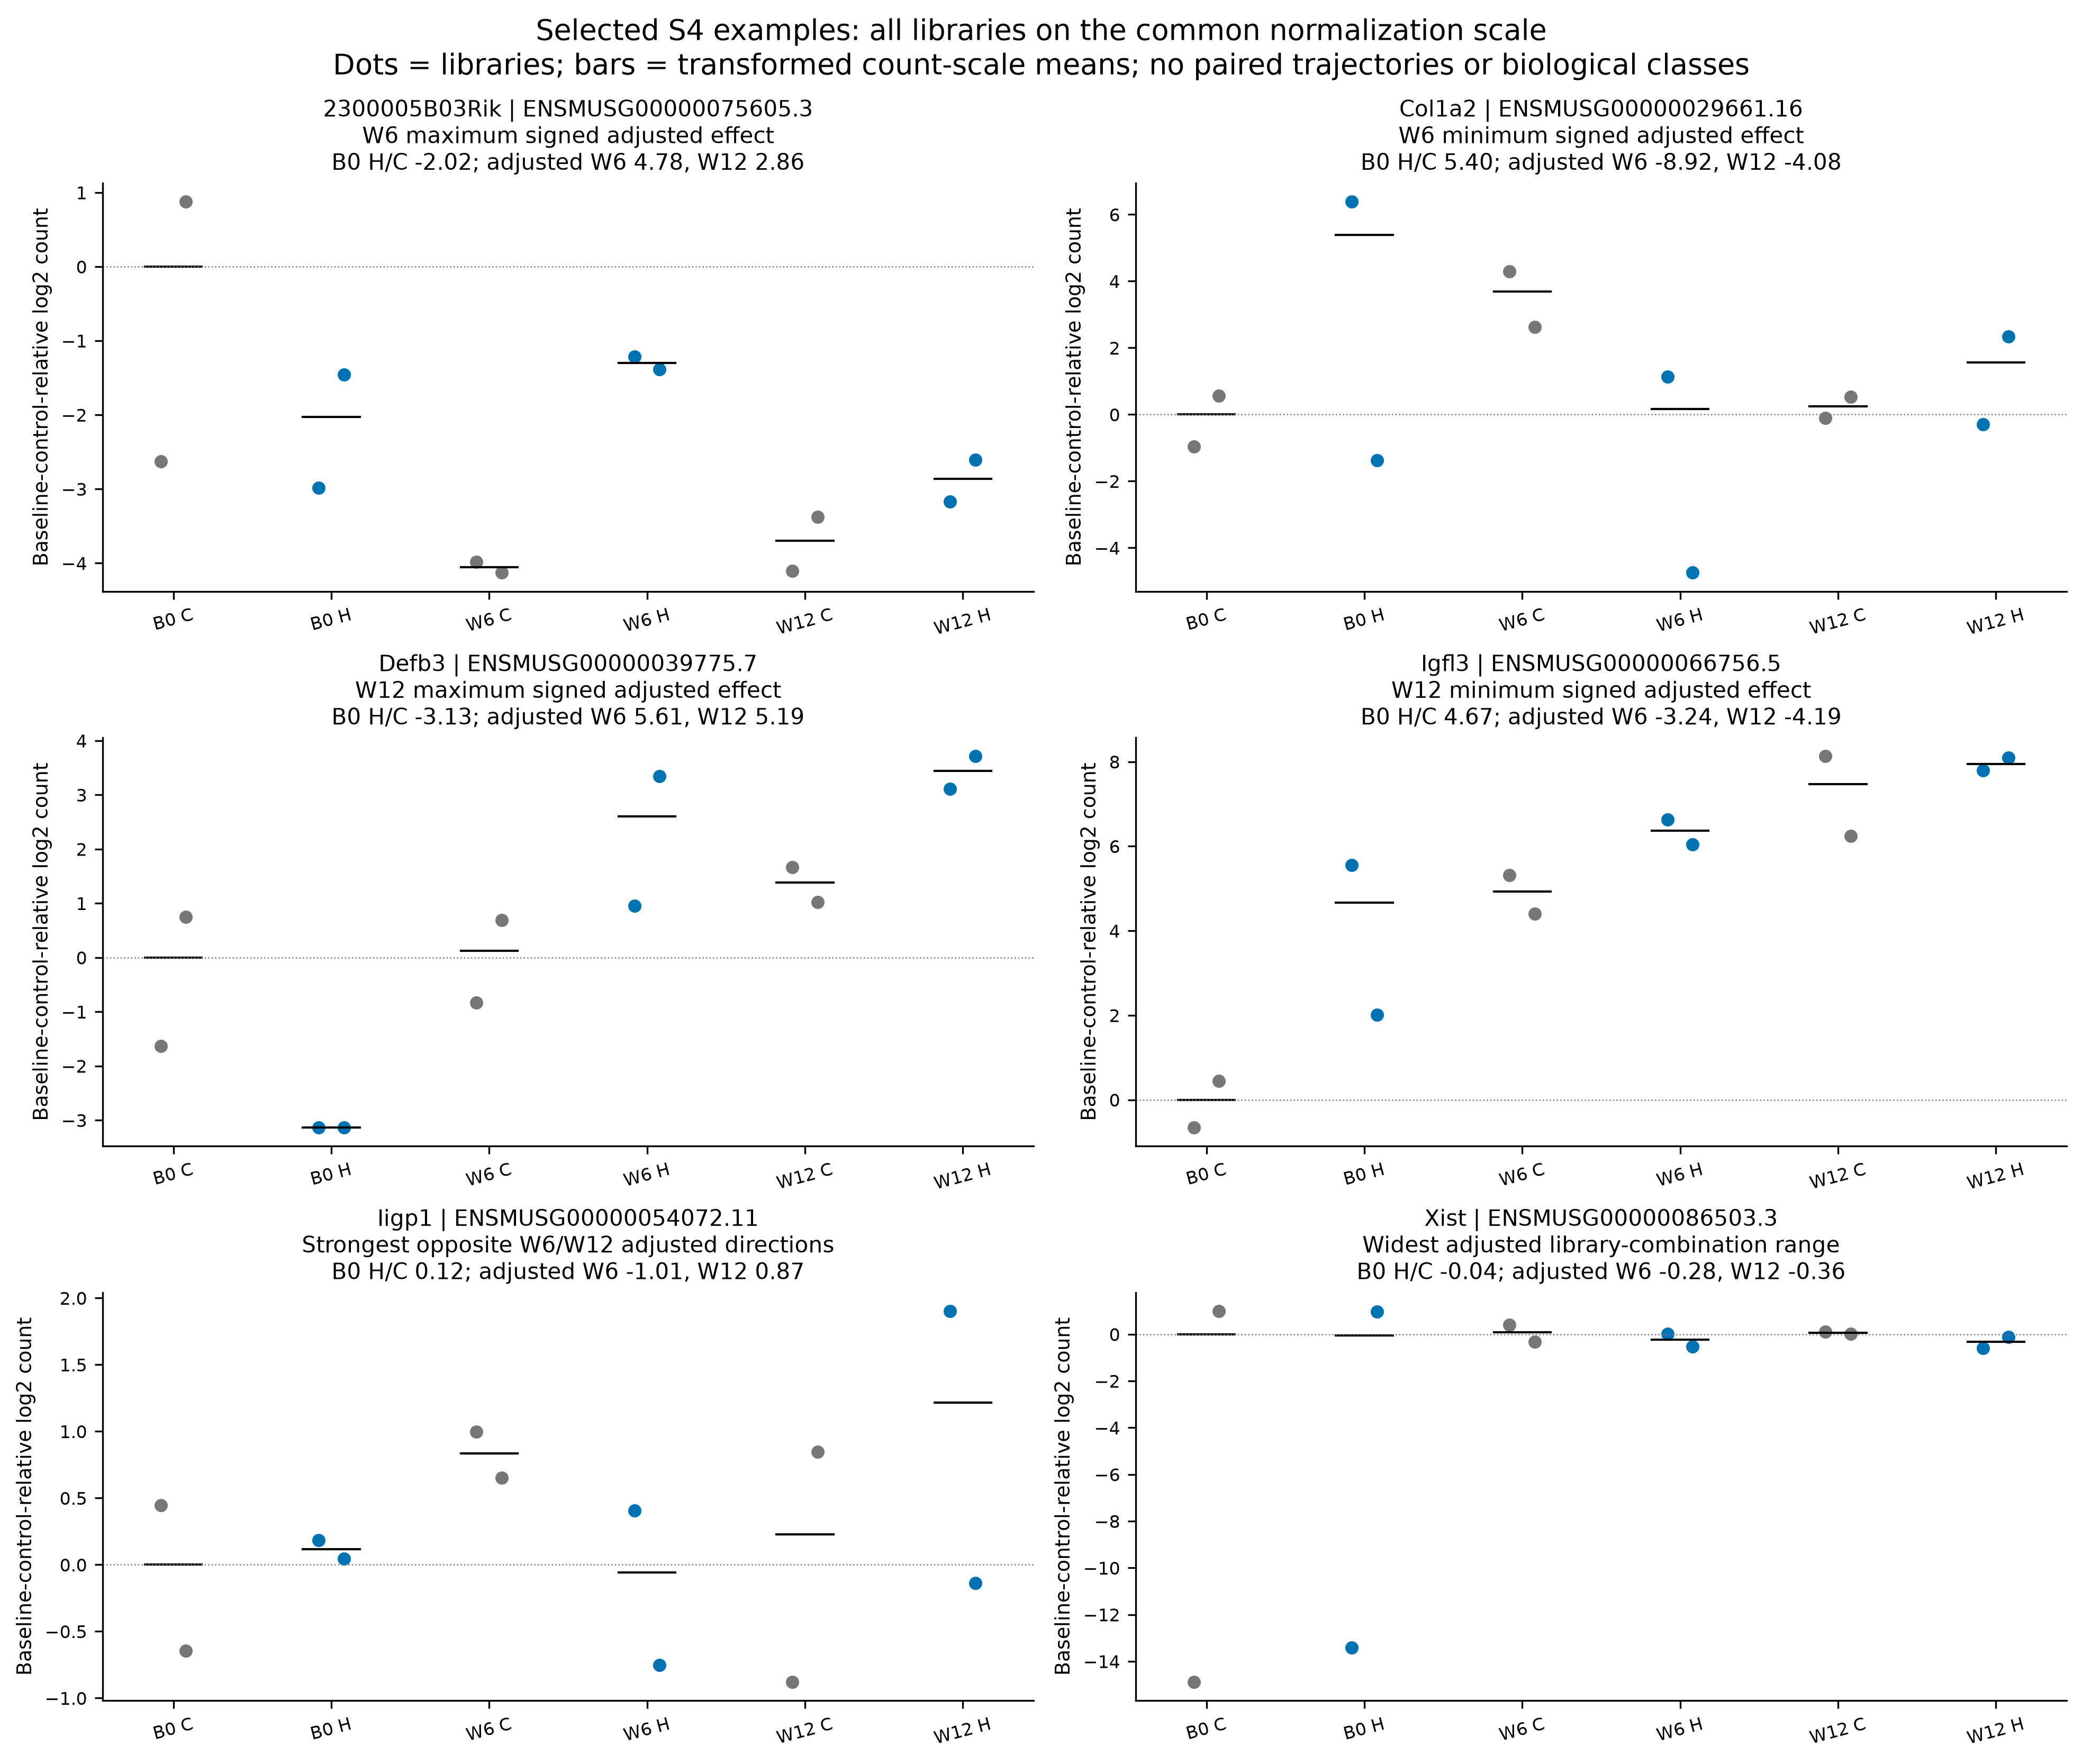 Selected S4 examples: all libraries on the common normalization scale
Dots = libraries; bars = transformed count-scale means; no paired trajectories or biological classes
2300005B03Rik | ENSMUSG00000075605.3
W6 maximum signed adjusted effect
B0 H/C -2.02; adjusted W6 4.78, W12 2.86
Baseline-control-relative log2 count
1
0
−1
−2
−3
−4
B0 C
B0 H
W6 C
W6 H
W12 C
W12 H
Col1a2 | ENSMUSG00000029661.16
W6 minimum signed adjusted effect
B0 H/C 5.40; adjusted W6 -8.92, W12 -4.08
Baseline-control-relative log2 count
6
4
2
0
−2
−4
B0 C
B0 H
W6 C
W6 H
W12 C
W12 H
Defb3 | ENSMUSG00000039775.7
W12 maximum signed adjusted effect
B0 H/C -3.13; adjusted W6 5.61, W12 5.19
Baseline-control-relative log2 count
4
3
2
1
0
−1
−2
−3
B0 C
B0 H
W6 C
W6 H
W12 C
W12 H
Igfl3 | ENSMUSG00000066756.5
W12 minimum signed adjusted effect
B0 H/C 4.67; adjusted W6 -3.24, W12 -4.19
Baseline-control-relative log2 count
8
6
4
2
0
B0 C
B0 H
W6 C
W6 H
W12 C
W12 H
Iigp1 | ENSMUSG00000054072.11
Strongest opposite W6/W12 adjusted directions
B0 H/C 0.12; adjusted W6 -1.01, W12 0.87
Baseline-control-relative log2 count
2.0
1.5
1.0
0.5
0.0
−0.5
−1.0
B0 C
B0 H
W6 C
W6 H
W12 C
W12 H
Xist | ENSMUSG00000086503.3
Widest adjusted library-combination range
B0 H/C -0.04; adjusted W6 -0.28, W12 -0.36
Baseline-control-relative log2 count
0
−2
−4
−6
−8
−10
−12
−14
B0 C
B0 H
W6 C
W6 H
W12 C
W12 H